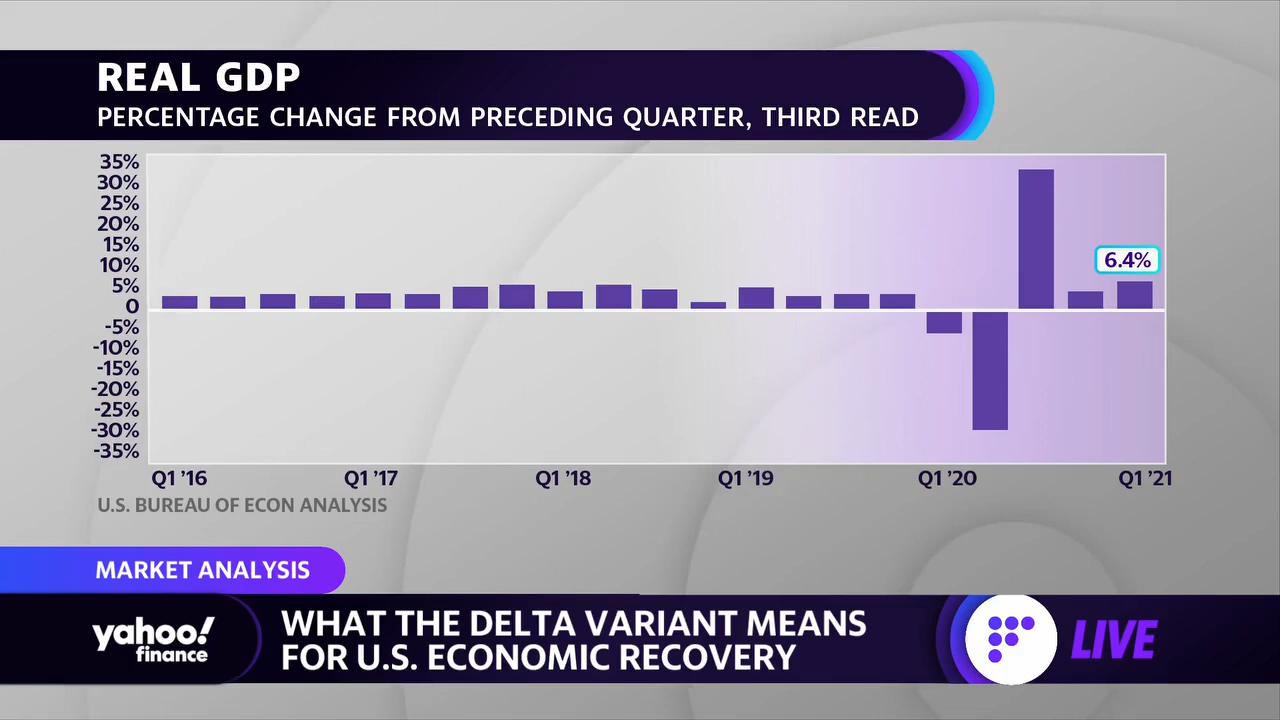 REAL GDP
PERCENTAGE CHANGE FROM PRECEDING QUARTER, THIRD READ
35%
30%
25%
20%
15%
10%
5%
0
-5%
-10%
-15%
-20%
-25%
-30%
-35%
6.4%
Q1 ’16 Q1 ’17 Q1 ’18 Q1 ’19 Q1 ’20 Q1 ’21
U.S. BUREAU OF ECON ANALYSIS
MARKET ANALYSIS
yahoo!
finance
WHAT THE DELTA VARIANT MEANS
FOR U.S. ECONOMIC RECOVERY
LIVE